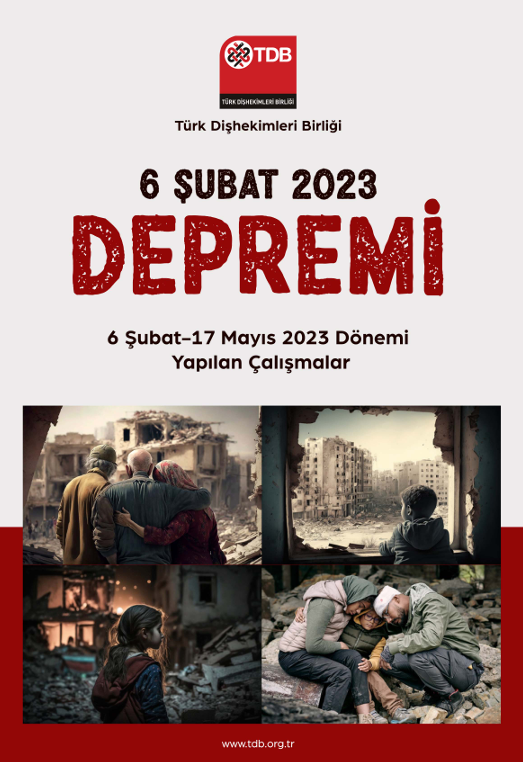 TDB
TÜRK DİŞHEKİMLERİ BİRLİĞİ
Türk Dişhekimleri Birliği
6 ŞUBAT 2023
DEPREMİ
6 Şubat-17 Mayıs 2023 Dönemi
Yapılan Çalışmalar
www.tdb.org.tr